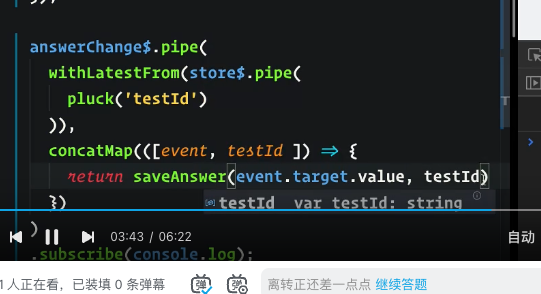 });
answerChange$.pipe(
withLatestFrom(store$.pipe(
pluck('testId')
)),
concatMap(([event, testId ]) => {
return saveAnswer(event.target.value, testId)
})
testId var testId: string
)
03:43 / 06:22
自动
.subscribe(console.log);
1 人正在看，已装填 0 条弹幕
弹
弹
离转正还差一点点 继续答题